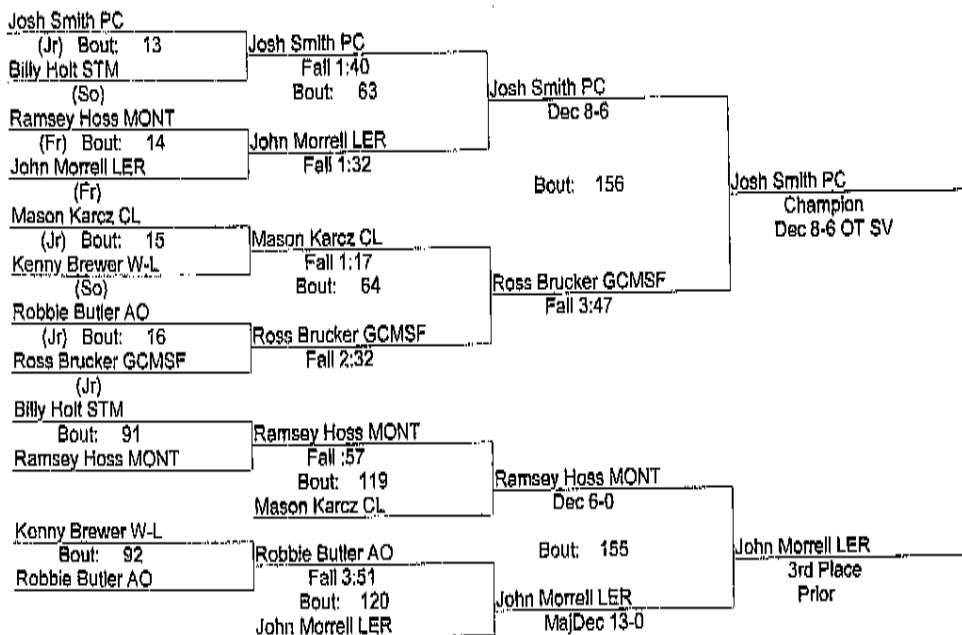 Josh Smith PC
(Jr) Bout: 13
Billy Holt STM
(So)
Ramsey Hoss MONT
(Fr) Bout: 14
John Morrell LER
(Fr)
Mason Karcz CL
(Jr) Bout: 15
Kenny Brewer W-L
(So)
Robbie Butler AO
(Jr) Bout: 16
Ross Brucker GCMSF
(Jr)
Josh Smith PC
Fall 1:40
Bout: 63
John Morrell LER
Fall 1:32
Mason Karcz CL
Fall 1:17
Bout: 64
Ross Brucker GCMSF
Fall 2:32
Josh Smith PC
Dec 8-6
Bout: 156
Ross Brucker GCMSF
Fall 3:47
Josh Smith PC
Champion
Dec 8-6 OT SV
Billy Holt STM
Bout: 91
Ramsey Hoss MONT
Kenny Brewer W-L
Bout: 92
Robbie Butler AO
Ramsey Hoss MONT
Fall :57
Bout: 119
Mason Karcz CL
Robbie Butler AO
Fall 3:51
Bout: 120
John Morrell LER
Ramsey Hoss MONT
Dec 6-0
Bout: 155
John Morrell LER
MajDec 13-0
John Morrell LER
3rd Place
Prior